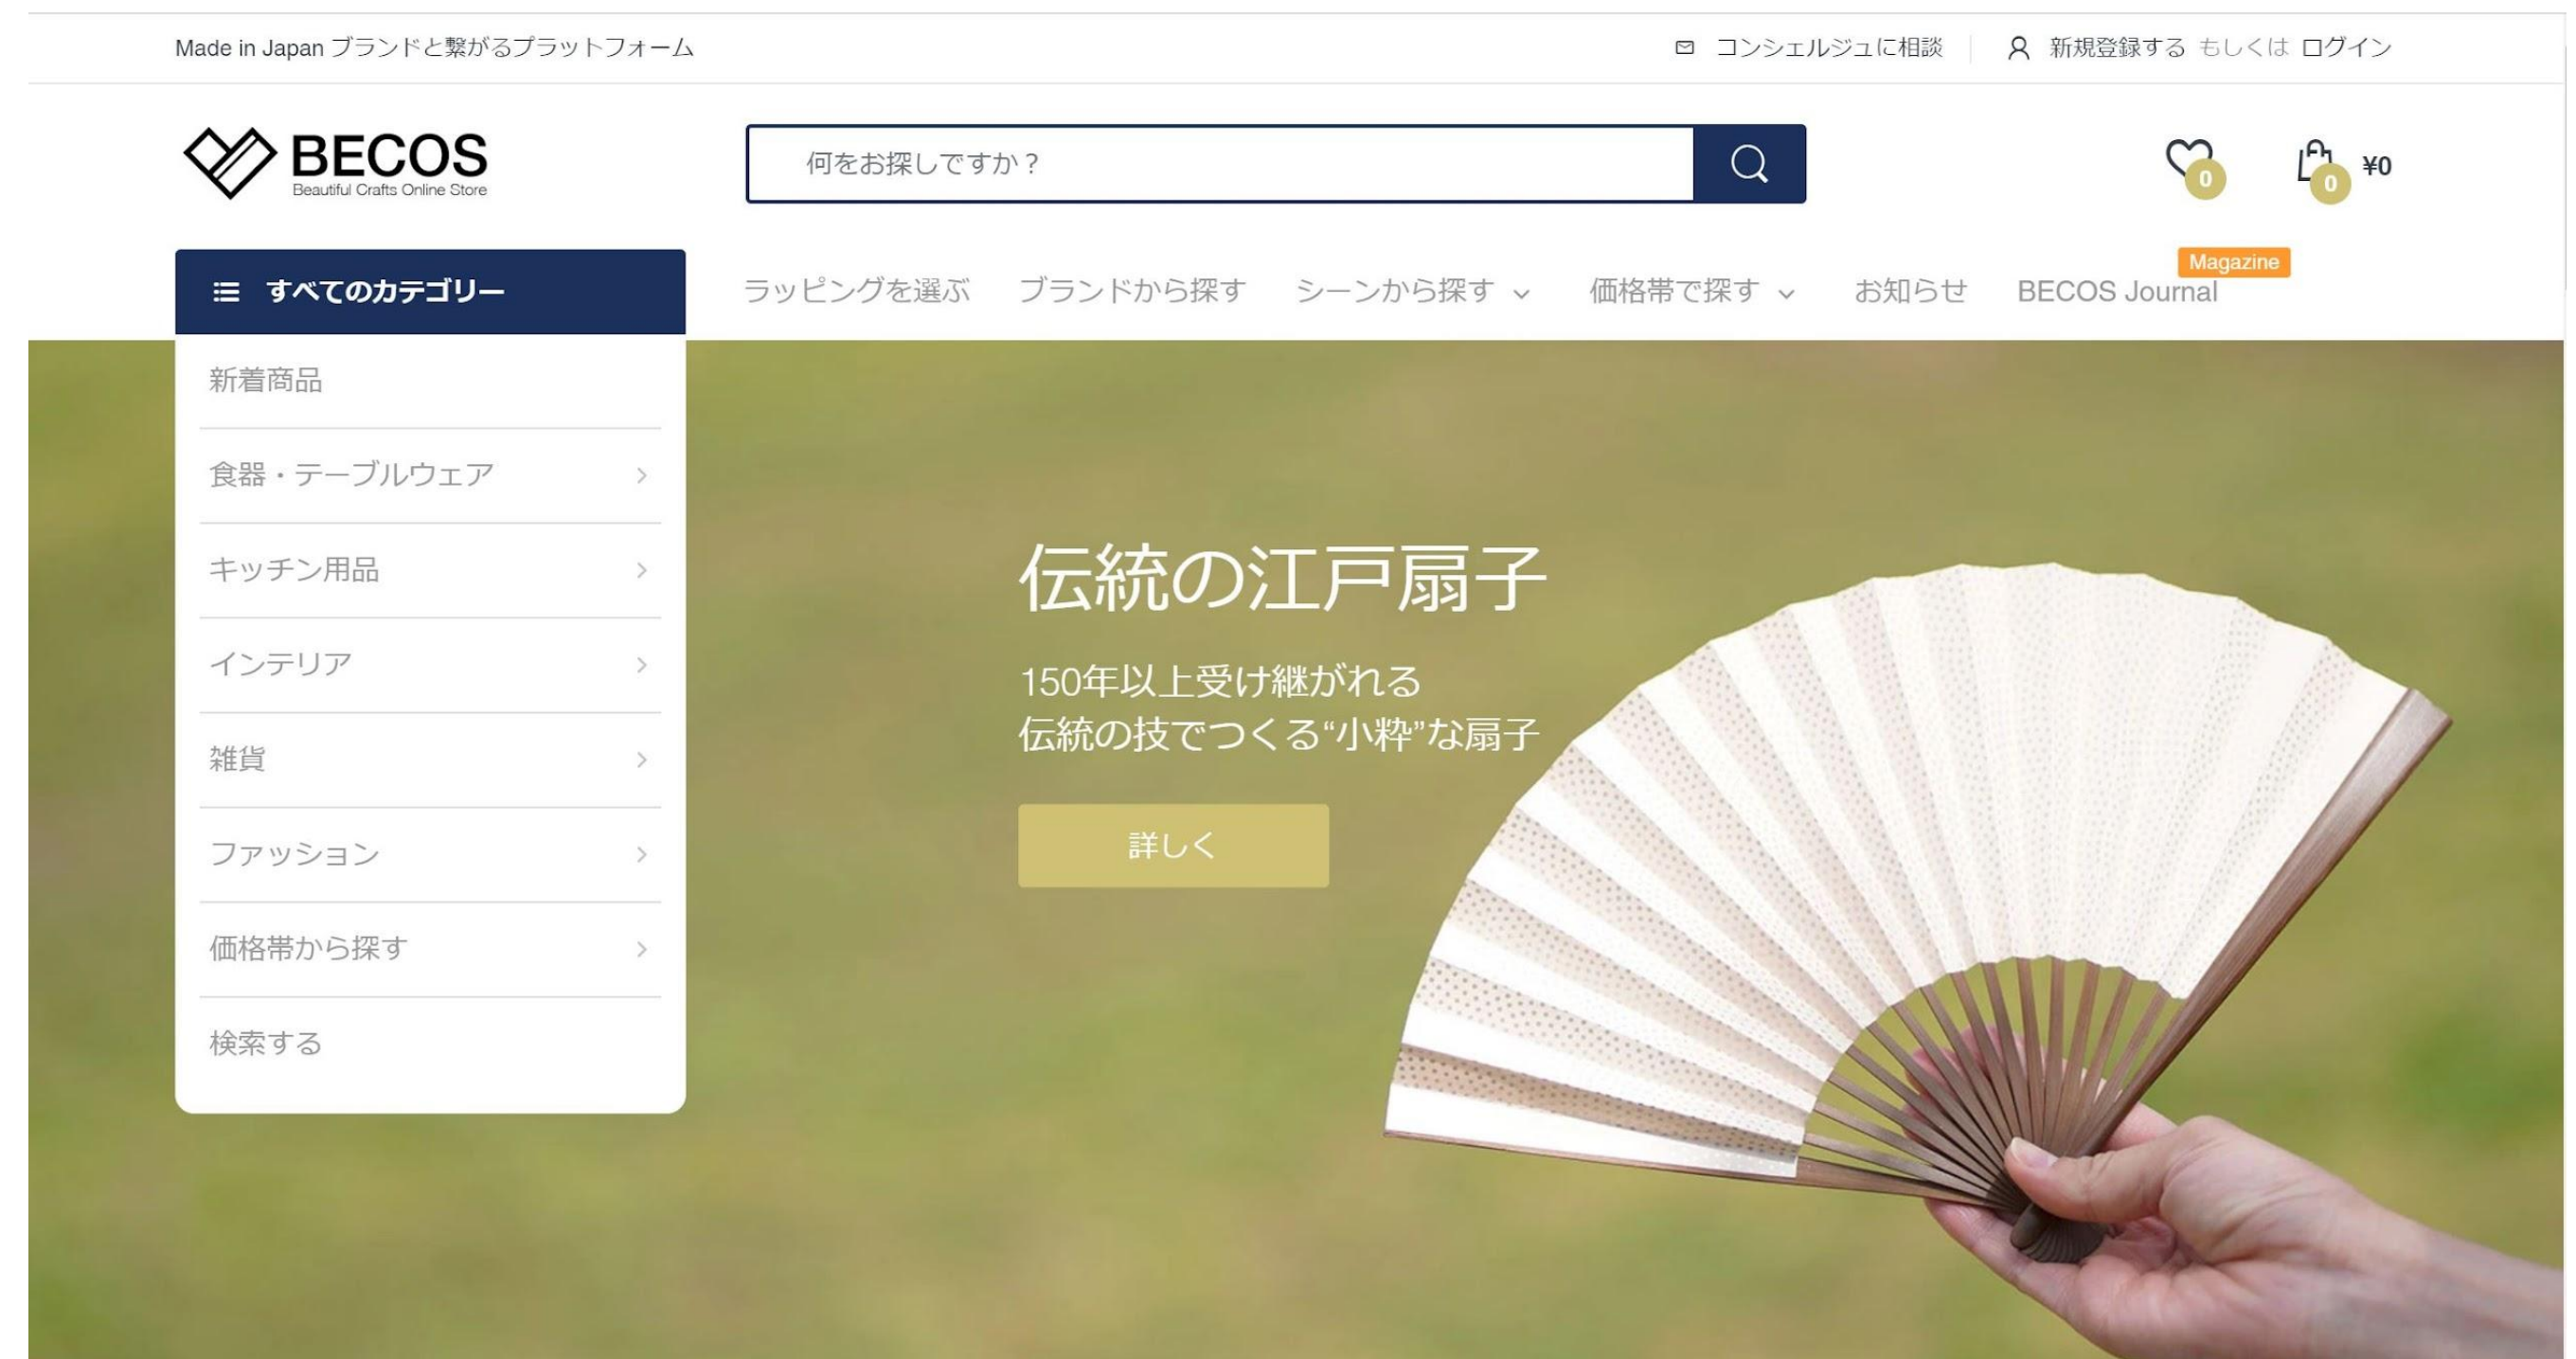 Made in Japan ブランドと繋がるプラットフォーム
コンシェルジュに相談
新規登録する もしくは ログイン
BECOS
Beautiful Crafts Online Store
何をお探しですか？
0
0
¥0
すべてのカテゴリー
ラッピングを選ぶ
ブランドから探す
シーンから探す
価格帯で探す
お知らせ
BECOS Journal
Magazine
新着商品
食器・テーブルウェア
キッチン用品
インテリア
雑貨
ファッション
価格帯から探す
検索する
伝統の江戸扇子
150年以上受け継がれる
伝統の技でつくる“小粋”な扇子
詳しく